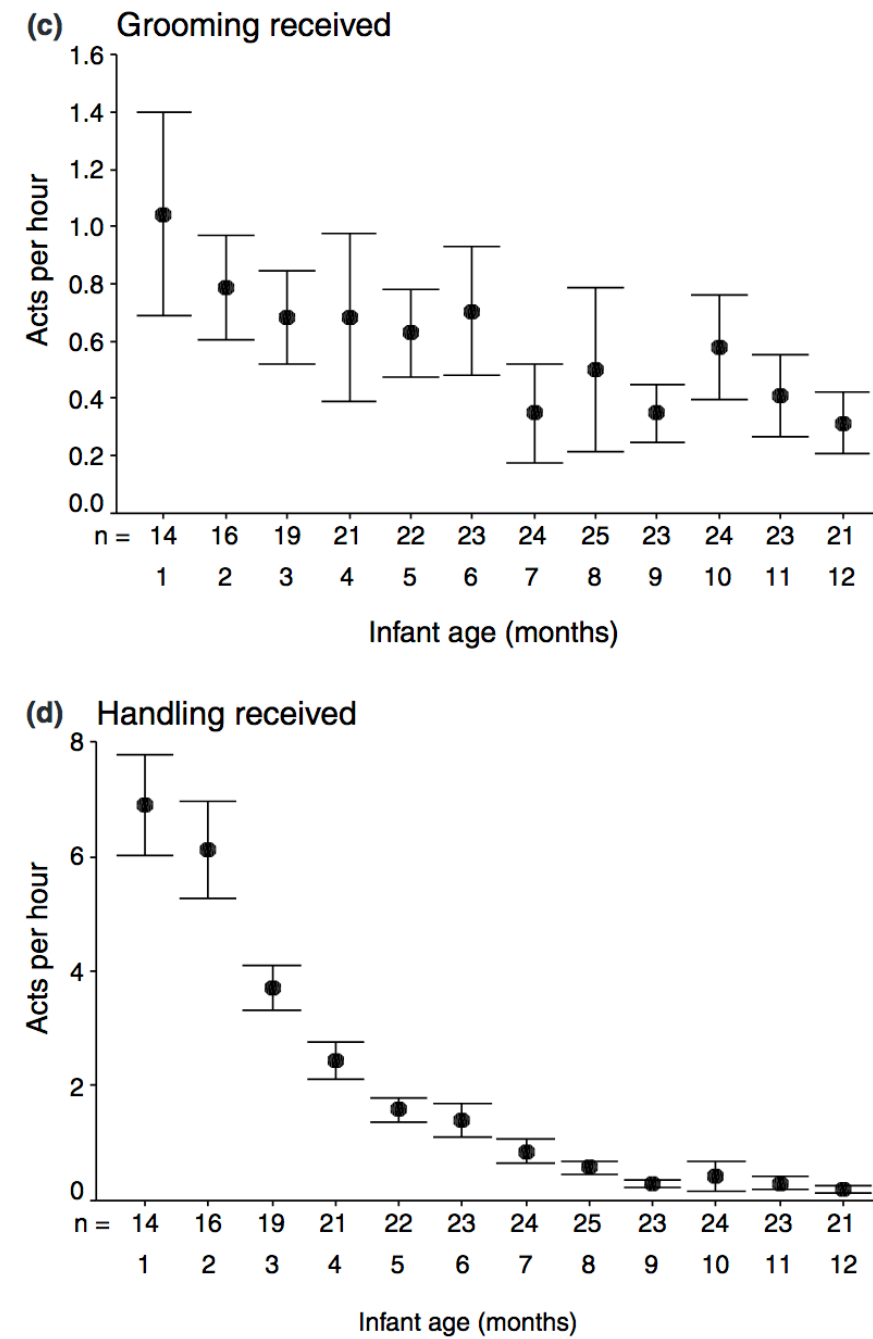 (c) Grooming received
1.6
1.4
1.2
1.0
0.8
0.6
0.4
0.2
0.0
Acts per hour
n = 14 16 19 21 22 23 24 25 23 24 23 21
1 2 3 4 5 6 7 8 9 10 11 12
Infant age (months)
(d) Handling received
8
6
4
2
0
Acts per hour
n = 14 16 19 21 22 23 24 25 23 24 23 21
1 2 3 4 5 6 7 8 9 10 11 12
Infant age (months)